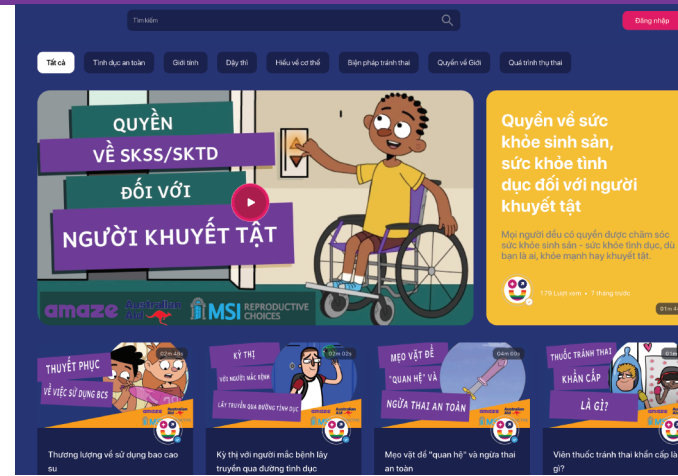 Tìm kiếm
Đăng nhập
Tất cả
Tình dục an toàn
Giới tính
Dậy thì
Hiểu về cơ thể
Biện pháp tránh thai
Quyền về Giới
Quá trình thụ thai
QUYỀN
VỀ SKSS/SKTD
ĐỐI VỚI
NGƯỜI KHUYẾT TẬT
amaze
Australian
Aid
MSI REPRODUCTIVE
CHOICES
Quyền về sức
khỏe sinh sản,
sức khỏe tình
dục đối với người
khuyết tật
Mọi người đều có quyền được chăm sóc
sức khỏe sinh sản - sức khỏe tình dục, dù
bạn là ai, khỏe mạnh hay khuyết tật.
179 Lượt xem • 7 tháng trước
THUYẾT PHỤC
VỀ VIỆC SỬ DỤNG BCS
Thương lượng về sử dụng bao cao
su
KỲ THỊ
VỚI NGƯỜI MẮC BỆNH
LÂY TRUYỀN QUA ĐƯỜNG TÌNH DỤC
02m 02s
Kỳ thị với người mắc bệnh lây
truyền qua đường tình dục
MẸO VẶT ĐỂ
"QUAN HỆ" VÀ
NGỪA THAI AN TOÀN
amaze
Mẹo vặt để "quan hệ" và ngừa thai
an toàn
THUỐC TRÁNH THAI
KHẨN CẤP
LÀ GÌ?
amaze
Viên thuốc tránh thai khẩn cấp là
gì?